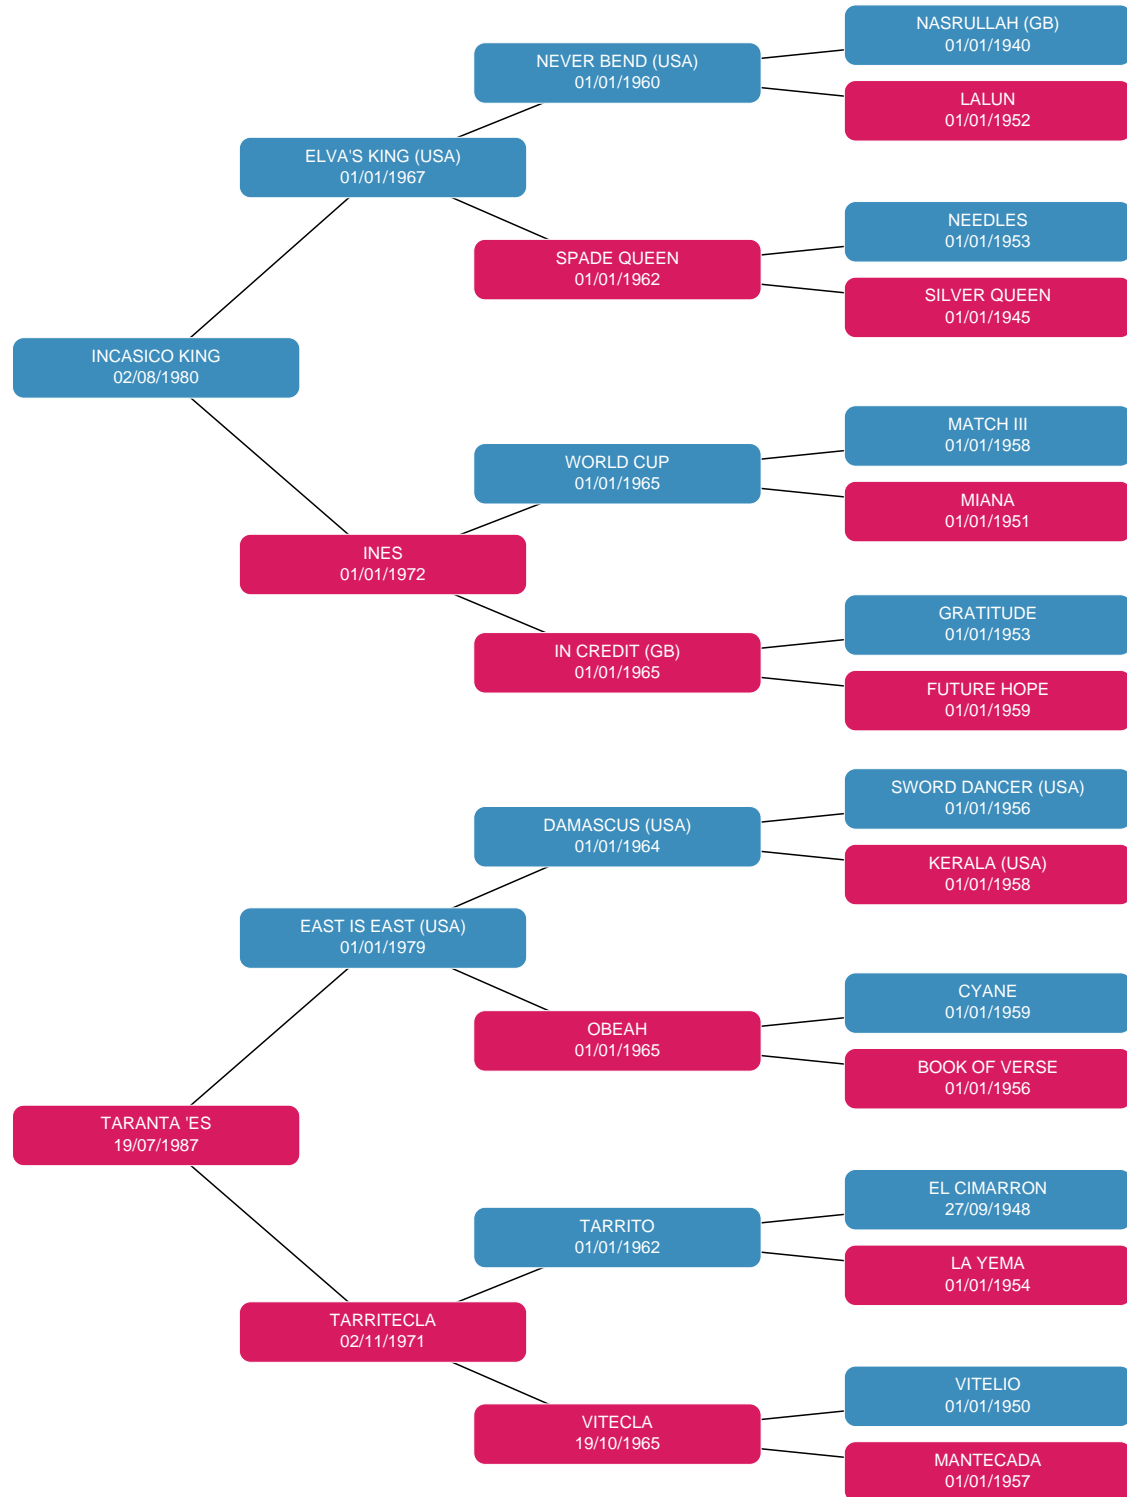 NASRULLAH (GB)
01/01/1940
NEVER BEND (USA)
01/01/1960
LALUN
01/01/1952
ELVA'S KING (USA)
01/01/1967
NEEDLES
01/01/1953
SPADE QUEEN
01/01/1962
SILVER QUEEN
01/01/1945
INCASICO KING
02/08/1980
MATCH III
01/01/1958
WORLD CUP
01/01/1965
MIANA
01/01/1951
INES
01/01/1972
GRATITUDE
01/01/1953
IN CREDIT (GB)
01/01/1965
FUTURE HOPE
01/01/1959
SWORD DANCER (USA)
01/01/1956
DAMASCUS (USA)
01/01/1964
KERALA (USA)
01/01/1958
EAST IS EAST (USA)
01/01/1979
CYANE
01/01/1959
OBEAH
01/01/1965
BOOK OF VERSE
01/01/1956
TARANTA 'ES
19/07/1987
EL CIMARRON
27/09/1948
TARRITO
01/01/1962
LA YEMA
01/01/1954
TARRITECLA
02/11/1971
VITELIO
01/01/1950
VITECLA
19/10/1965
MANTECADA
01/01/1957